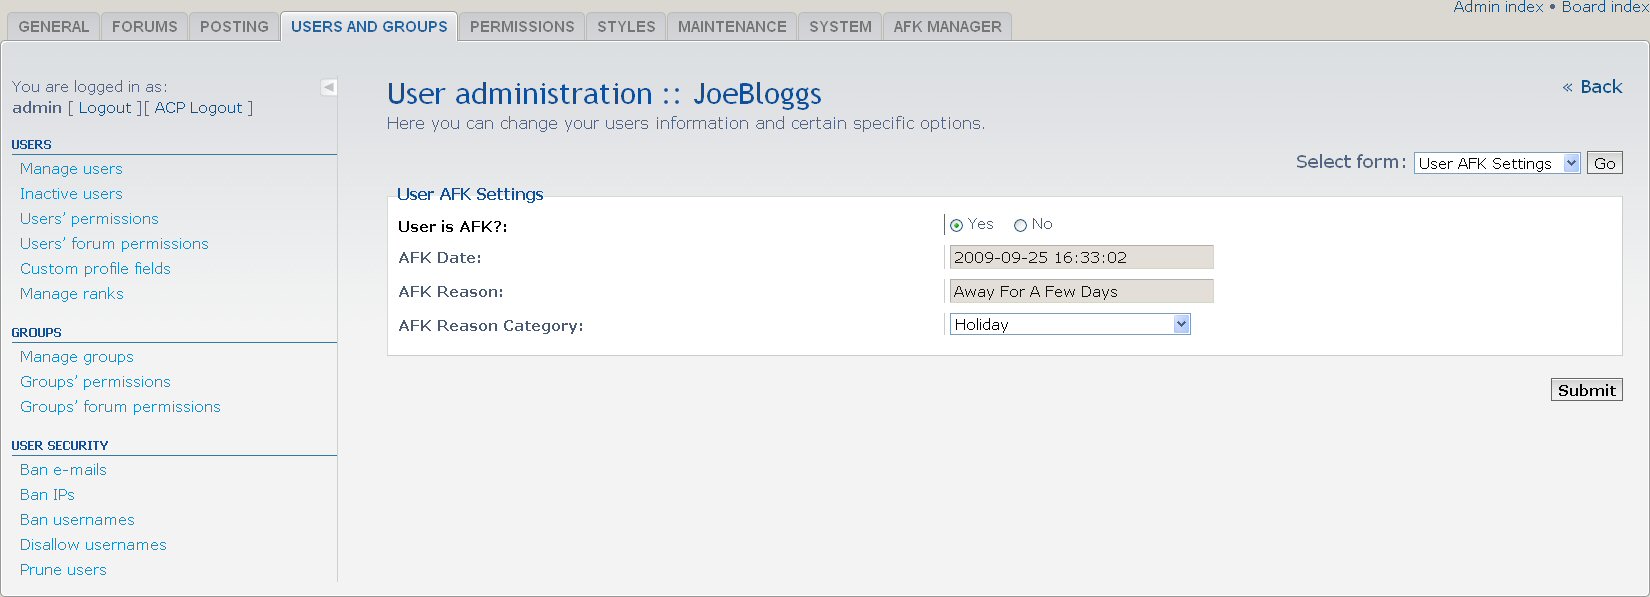 Admin index • Board index
GENERAL FORUMS POSTING USERS AND GROUPS PERMISSIONS STYLES MAINTENANCE SYSTEM AFK MANAGER
You are logged in as:
admin [ Logout ][ ACP Logout ]
USERS
Manage users
Inactive users
Users’ permissions
Users’ forum permissions
Custom profile fields
Manage ranks
GROUPS
Manage groups
Groups’ permissions
Groups’ forum permissions
USER SECURITY
Ban e-mails
Ban IPs
Ban usernames
Disallow usernames
Prune users
« Back
User administration :: JoeBloggs
Here you can change your users information and certain specific options.
Select form: User AFK Settings Go
User AFK Settings
User is AFK?: Yes No
AFK Date: 2009-09-25 16:33:02
AFK Reason: Away For A Few Days
AFK Reason Category: Holiday
Submit